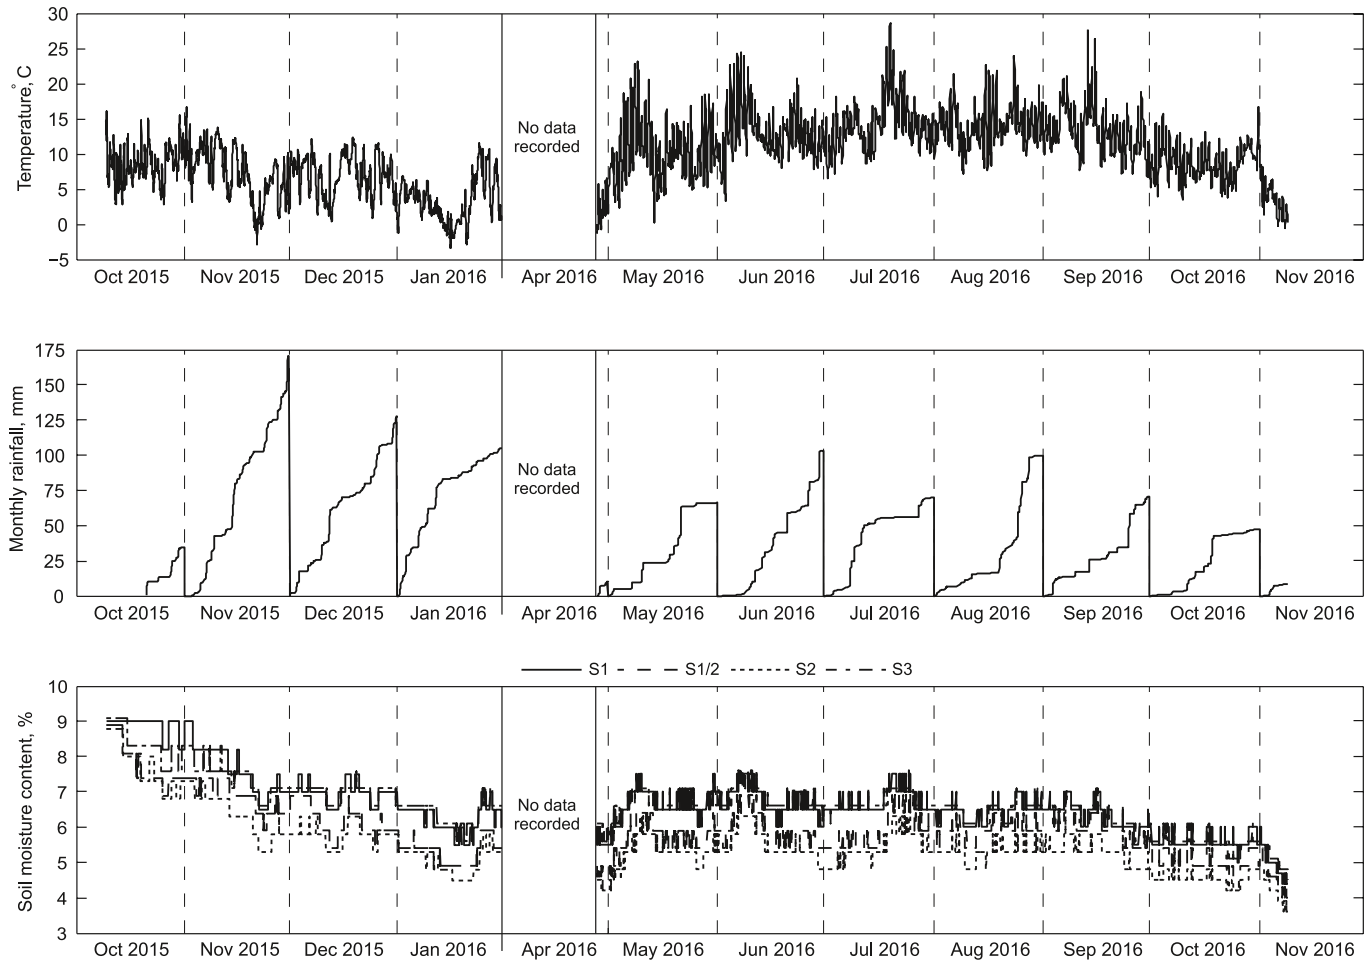 30
25
20
15
10
5
0
−5
Temperature,°C
No data
recorded
Oct 2015 Nov 2015 Dec 2015 Jan 2016 Apr 2016 May 2016 Jun 2016 Jul 2016 Aug 2016 Sep 2016 Oct 2016 Nov 2016
175
150
125
100
75
50
25
0
Monthly rainfall, mm
No data
recorded
Oct 2015 Nov 2015 Dec 2015 Jan 2016 Apr 2016 May 2016 Jun 2016 Jul 2016 Aug 2016 Sep 2016 Oct 2016 Nov 2016
S1 S1/2 S2 S3
10
9
8
7
6
5
4
3
Soil moisture content, %
No data
recorded
Oct 2015 Nov 2015 Dec 2015 Jan 2016 Apr 2016 May 2016 Jun 2016 Jul 2016 Aug 2016 Sep 2016 Oct 2016 Nov 2016